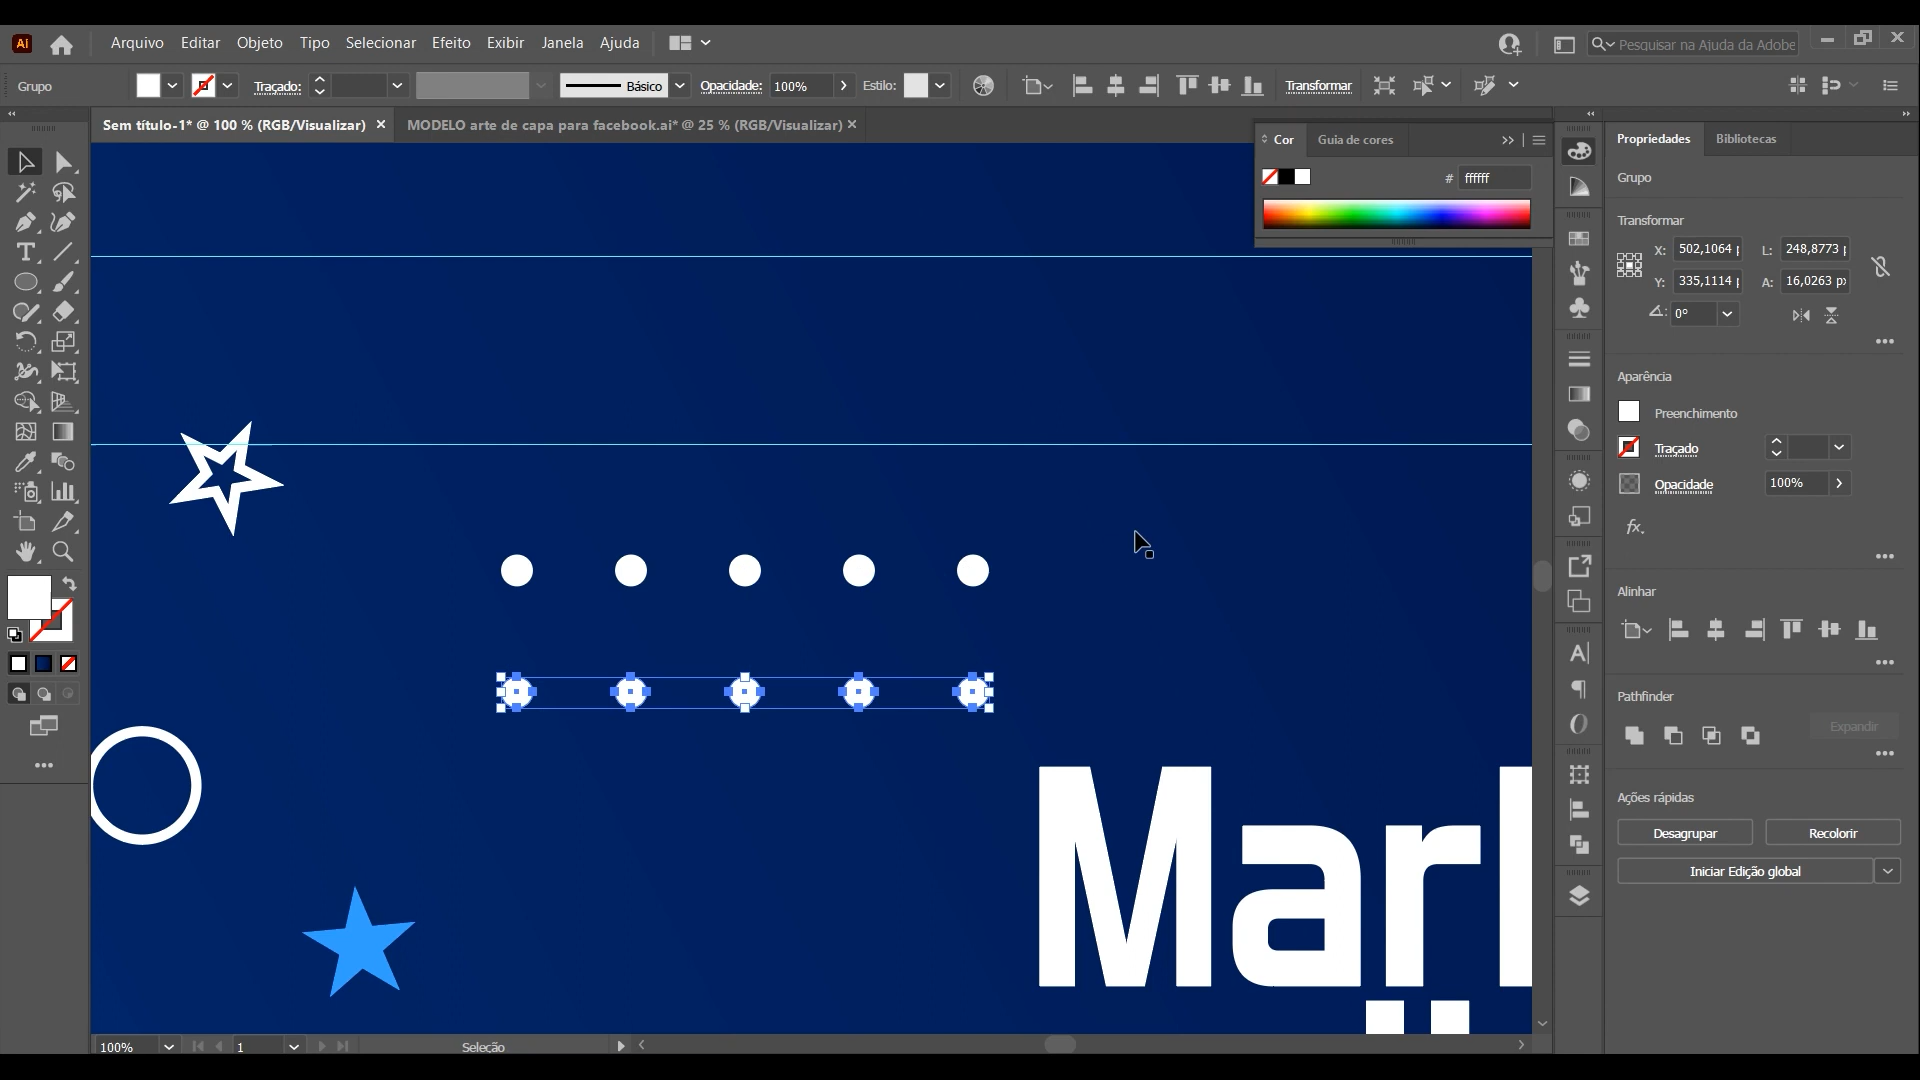 Ai
Arquivo Editar Objeto Tipo Selecionar Efeito Exibir Janela Ajuda
Pesquisar na Ajuda da Adobe
Grupo
Traçado:
Básico
Opacidade: 100%
Estilo:
Transformar
Sem título-1* @ 100 % (RGB/Visualizar)
MODELO arte de capa para facebook.ai* @ 25 % (RGB/Visualizar)
Cor
Guia de cores
# ffffff
Propriedades
Bibliotecas
Grupo
Transformar
X: 502,1064 L: 248,8773
Y: 335,1114 A: 16,0263 px
0°
Aparência
Preenchimento
Traçado
Opacidade 100%
fx.
Alinhar
Pathfinder
Expandir
Ações rápidas
Desagrupar Recolorir
Iniciar Edição global
Mar
100% 1 Seleção